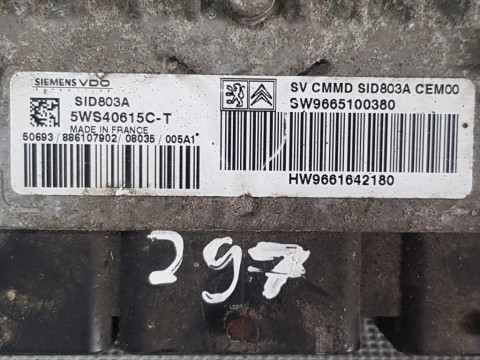 SIEMENS VDO
SID803A
5WS40615C-T
MADE IN FRANCE
50693/886107902/08035/005A1*
SV CMMD SID803A CEM00
SW9665100380
HW9661642180
297